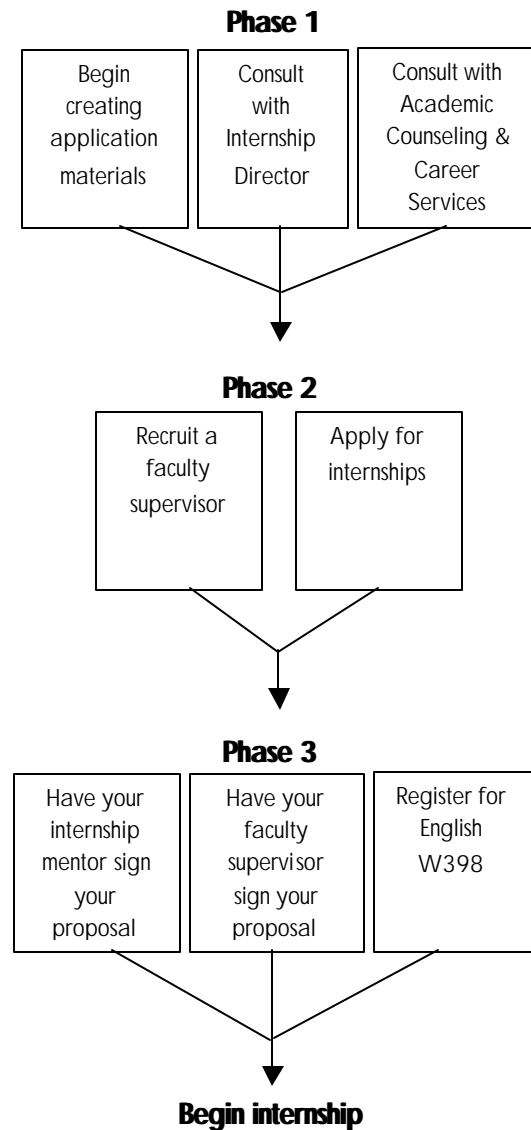 Phase 1
Begin
creating
application
materials
Consult
with
Internship
Director
Consult with
Academic
Counseling &
Career
Services
Phase 2
Recruit a
faculty
supervisor
Apply for
internships
Phase 3
Have your
internship
mentor sign
your
proposal
Have your
faculty
supervisor
sign your
proposal
Register for
English
W398
Begin internship